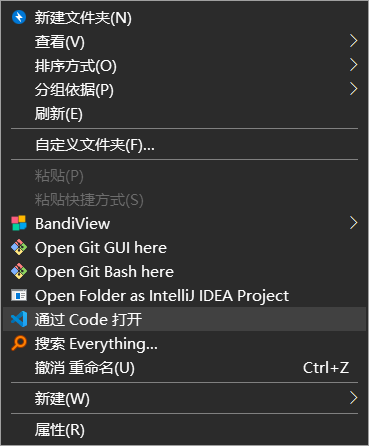 新建文件夹(N)
查看(V)
排序方式(O)
分组依据(P)
刷新(E)
自定义文件夹(F)...
粘贴(P)
粘贴快捷方式(S)
BandiView
Open Git GUI here
Open Git Bash here
Open Folder as IntelliJ IDEA Project
通过 Code 打开
搜索 Everything...
撤消 重命名(U) Ctrl+Z
新建(W)
属性(R)